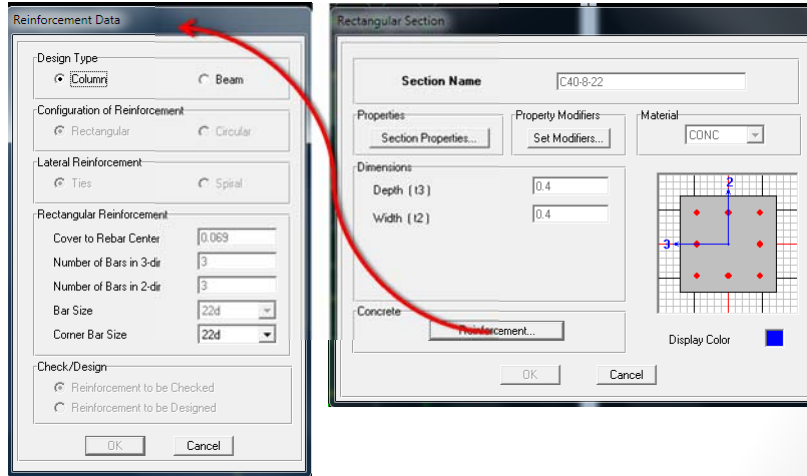 Reinforcement Data
Design Type
Column Beam
Configuration of Reinforcement
Rectangular Circular
Lateral Reinforcement
Ties Spiral
Rectangular Reinforcement
Cover to Rebar Center 0.069
Number of Bars in 3-dir 3
Number of Bars in 2-dir 3
Bar Size 22d
Corner Bar Size 22d
Check/Design
Reinforcement to be Checked
Reinforcement to be Designed
OK Cancel
Rectangular Section
Section Name C40-8-22
Properties Property Modifiers Material
Section Properties... Set Modifiers... CONC
Dimensions
Depth ( t3 ) 0.4
Width ( t2 ) 0.4
2
3
Concrete
Reinforcement...
Display Color
OK Cancel